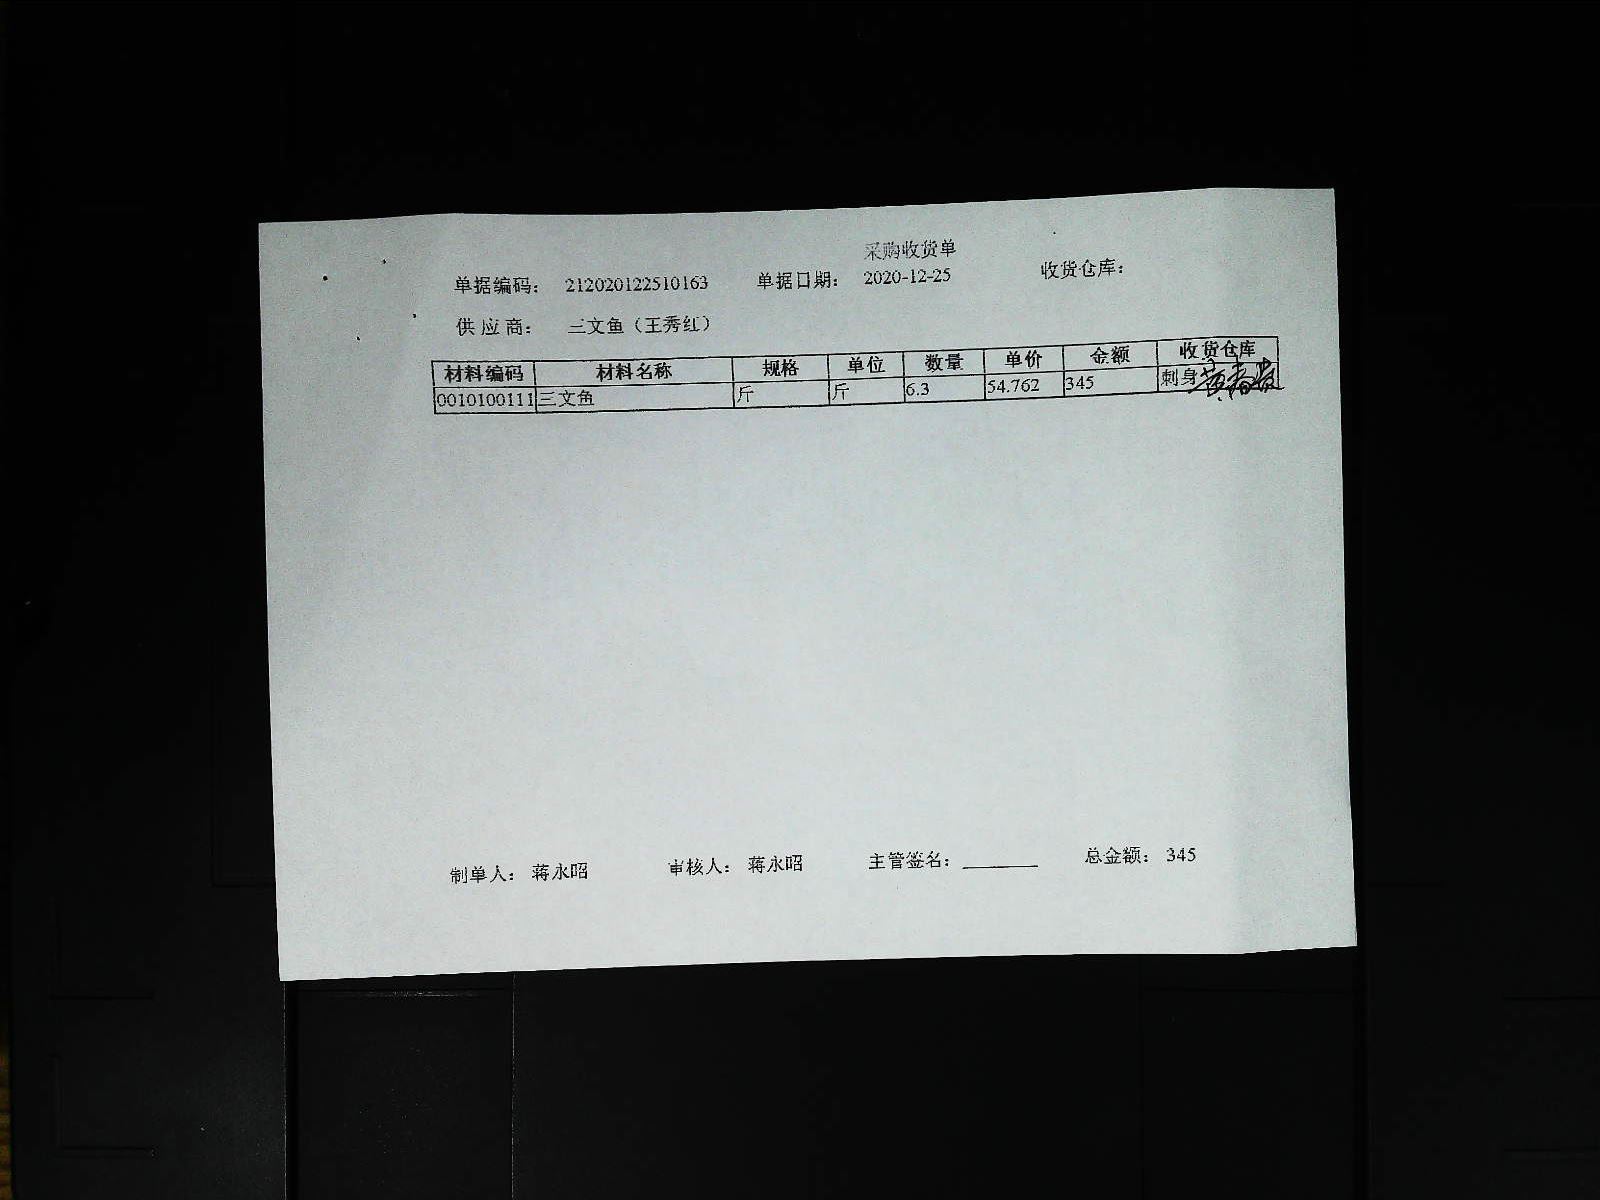 采购收货单
单据编码： 212020122510163 单据日期： 2020-12-25 收货仓库：
供应商： 三文鱼（王秀红）
材料编码 材料名称 规格 单位 数量 单价 金额 收货仓库
0010100111 三文鱼 斤 斤 6.3 54.762 345 刺身
制单人： 蒋永昭 审核人： 蒋永昭 主管签名： 总金额： 345